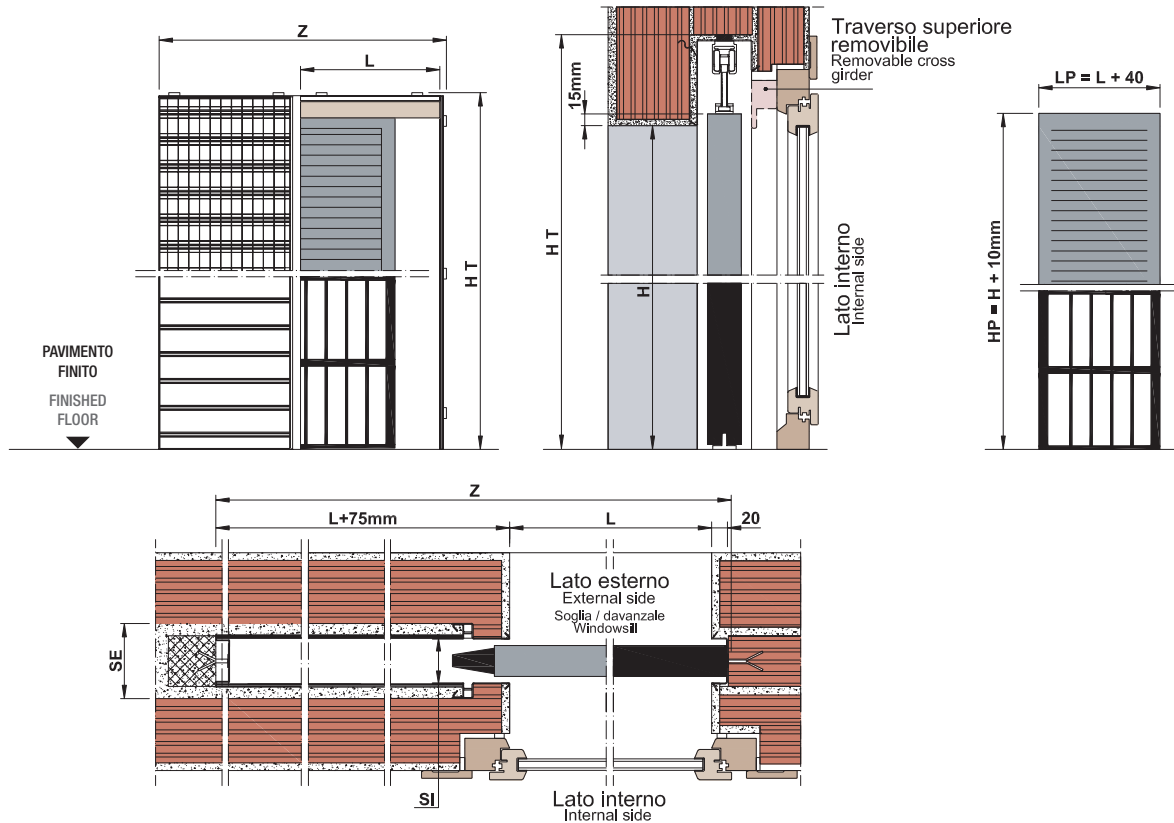 Z
L
H T
PAVIMENTO
FINITO
FINISHED
FLOOR
15mm
H T
H
Traverso superiore
removibile
Removable cross
girder
Lato interno
Internal side
LP = L + 40
HP = H + 10mm
Z
L+75mm
L
20
SE
SI
Lato esterno
External side
Soglia / davanzale
Windowsill
Lato interno
Internal side